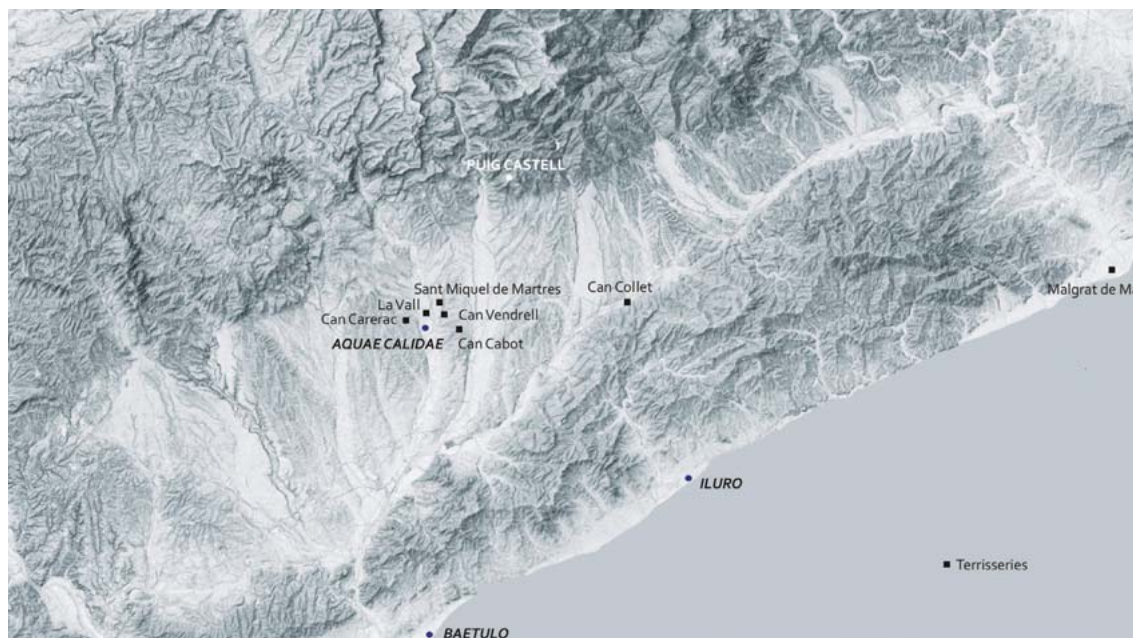 PUIG CASTELL
Sant Miquel de Martres
Can Collet
La Vall
Can Vendrell
Can Carerac
AQUAE CALIDAE
Can Cabot
Malgrat de Ma
ILURO
Terrisseries
BAETULO